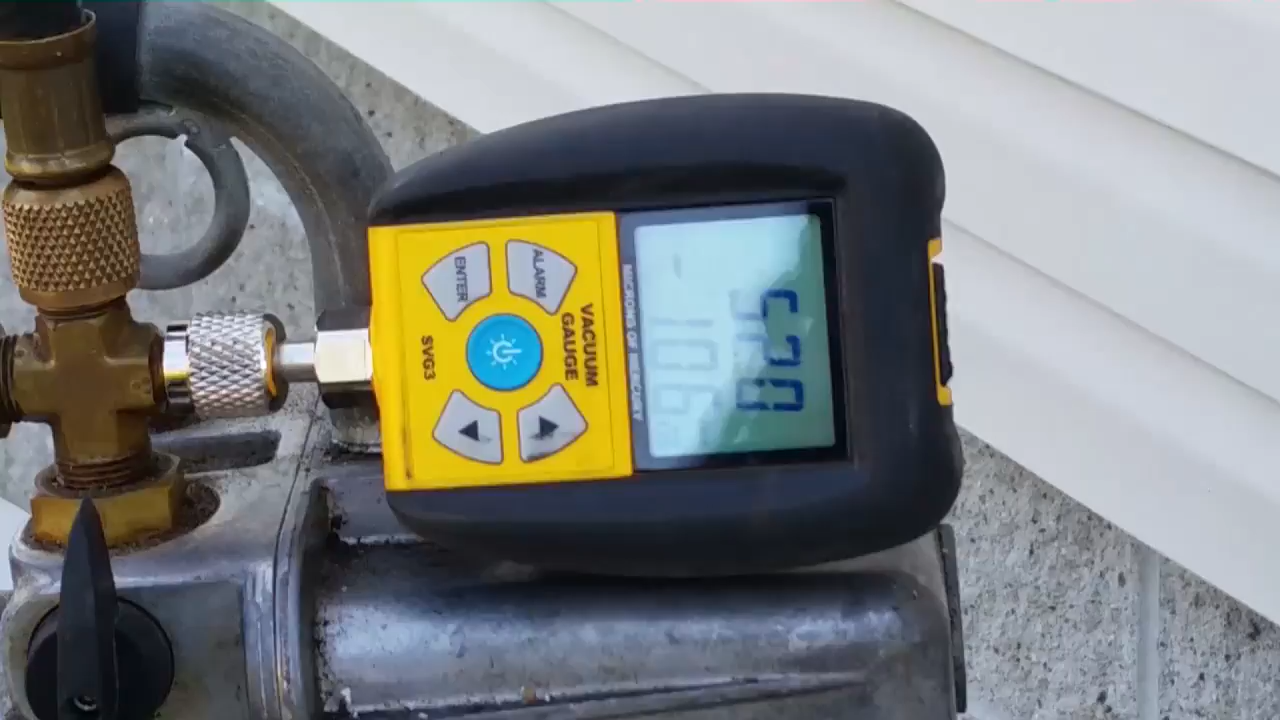 MICRONS OF MERCURY
VACUUM
GAUGE
ALARM
ENTER
SVG3